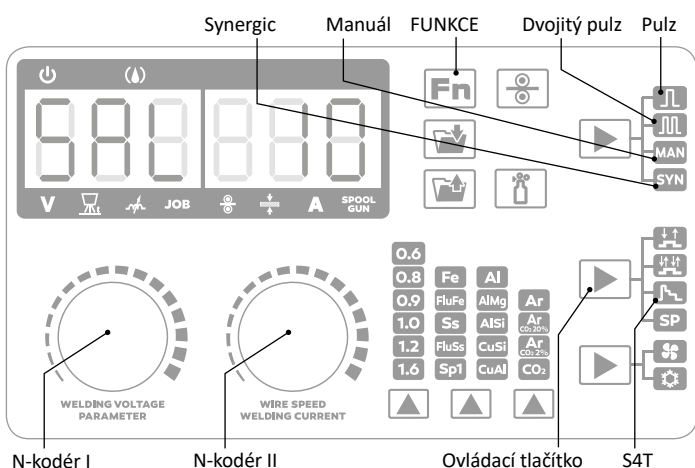 Synergic Manuál FUNKCE Dvojitý pulz Pulz
SAL 10
Fn
MAN
SYN
V JOB A SPOOL GUN
0.6
0.8 Fe Al
0.9 FluFe AlMg Ar
1.0 Ss AlSi Ar CO₂ 20%
1.2 FluSs CuSi Ar CO₂ 2%
1.6 Sp1 CuAl CO₂
SP
WELDING VOLTAGE
PARAMETER
WIRE SPEED
WELDING CURRENT
N-kodér I N-kodér II Ovládací tlačítko S4T